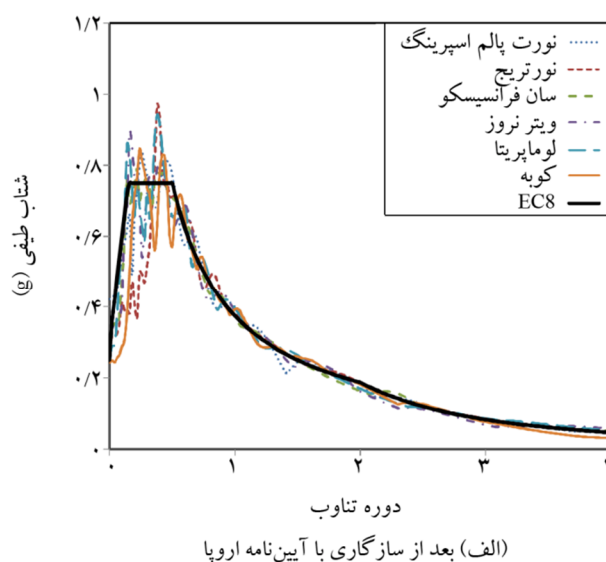 ۱/۲
۱
۰/۸
۰/۶
۰/۴
۰/۲
۰
شتاب طیفی (g)
نورت پالم اسپرینگ
نورتریج
سان فرانسیسکو
ویتر نروز
لوماپریتا
کوبه
EC8
۰ ۱ ۲ ۳
دوره تناوب
(الف) بعد از سازگاری با آیین‌نامه اروپا